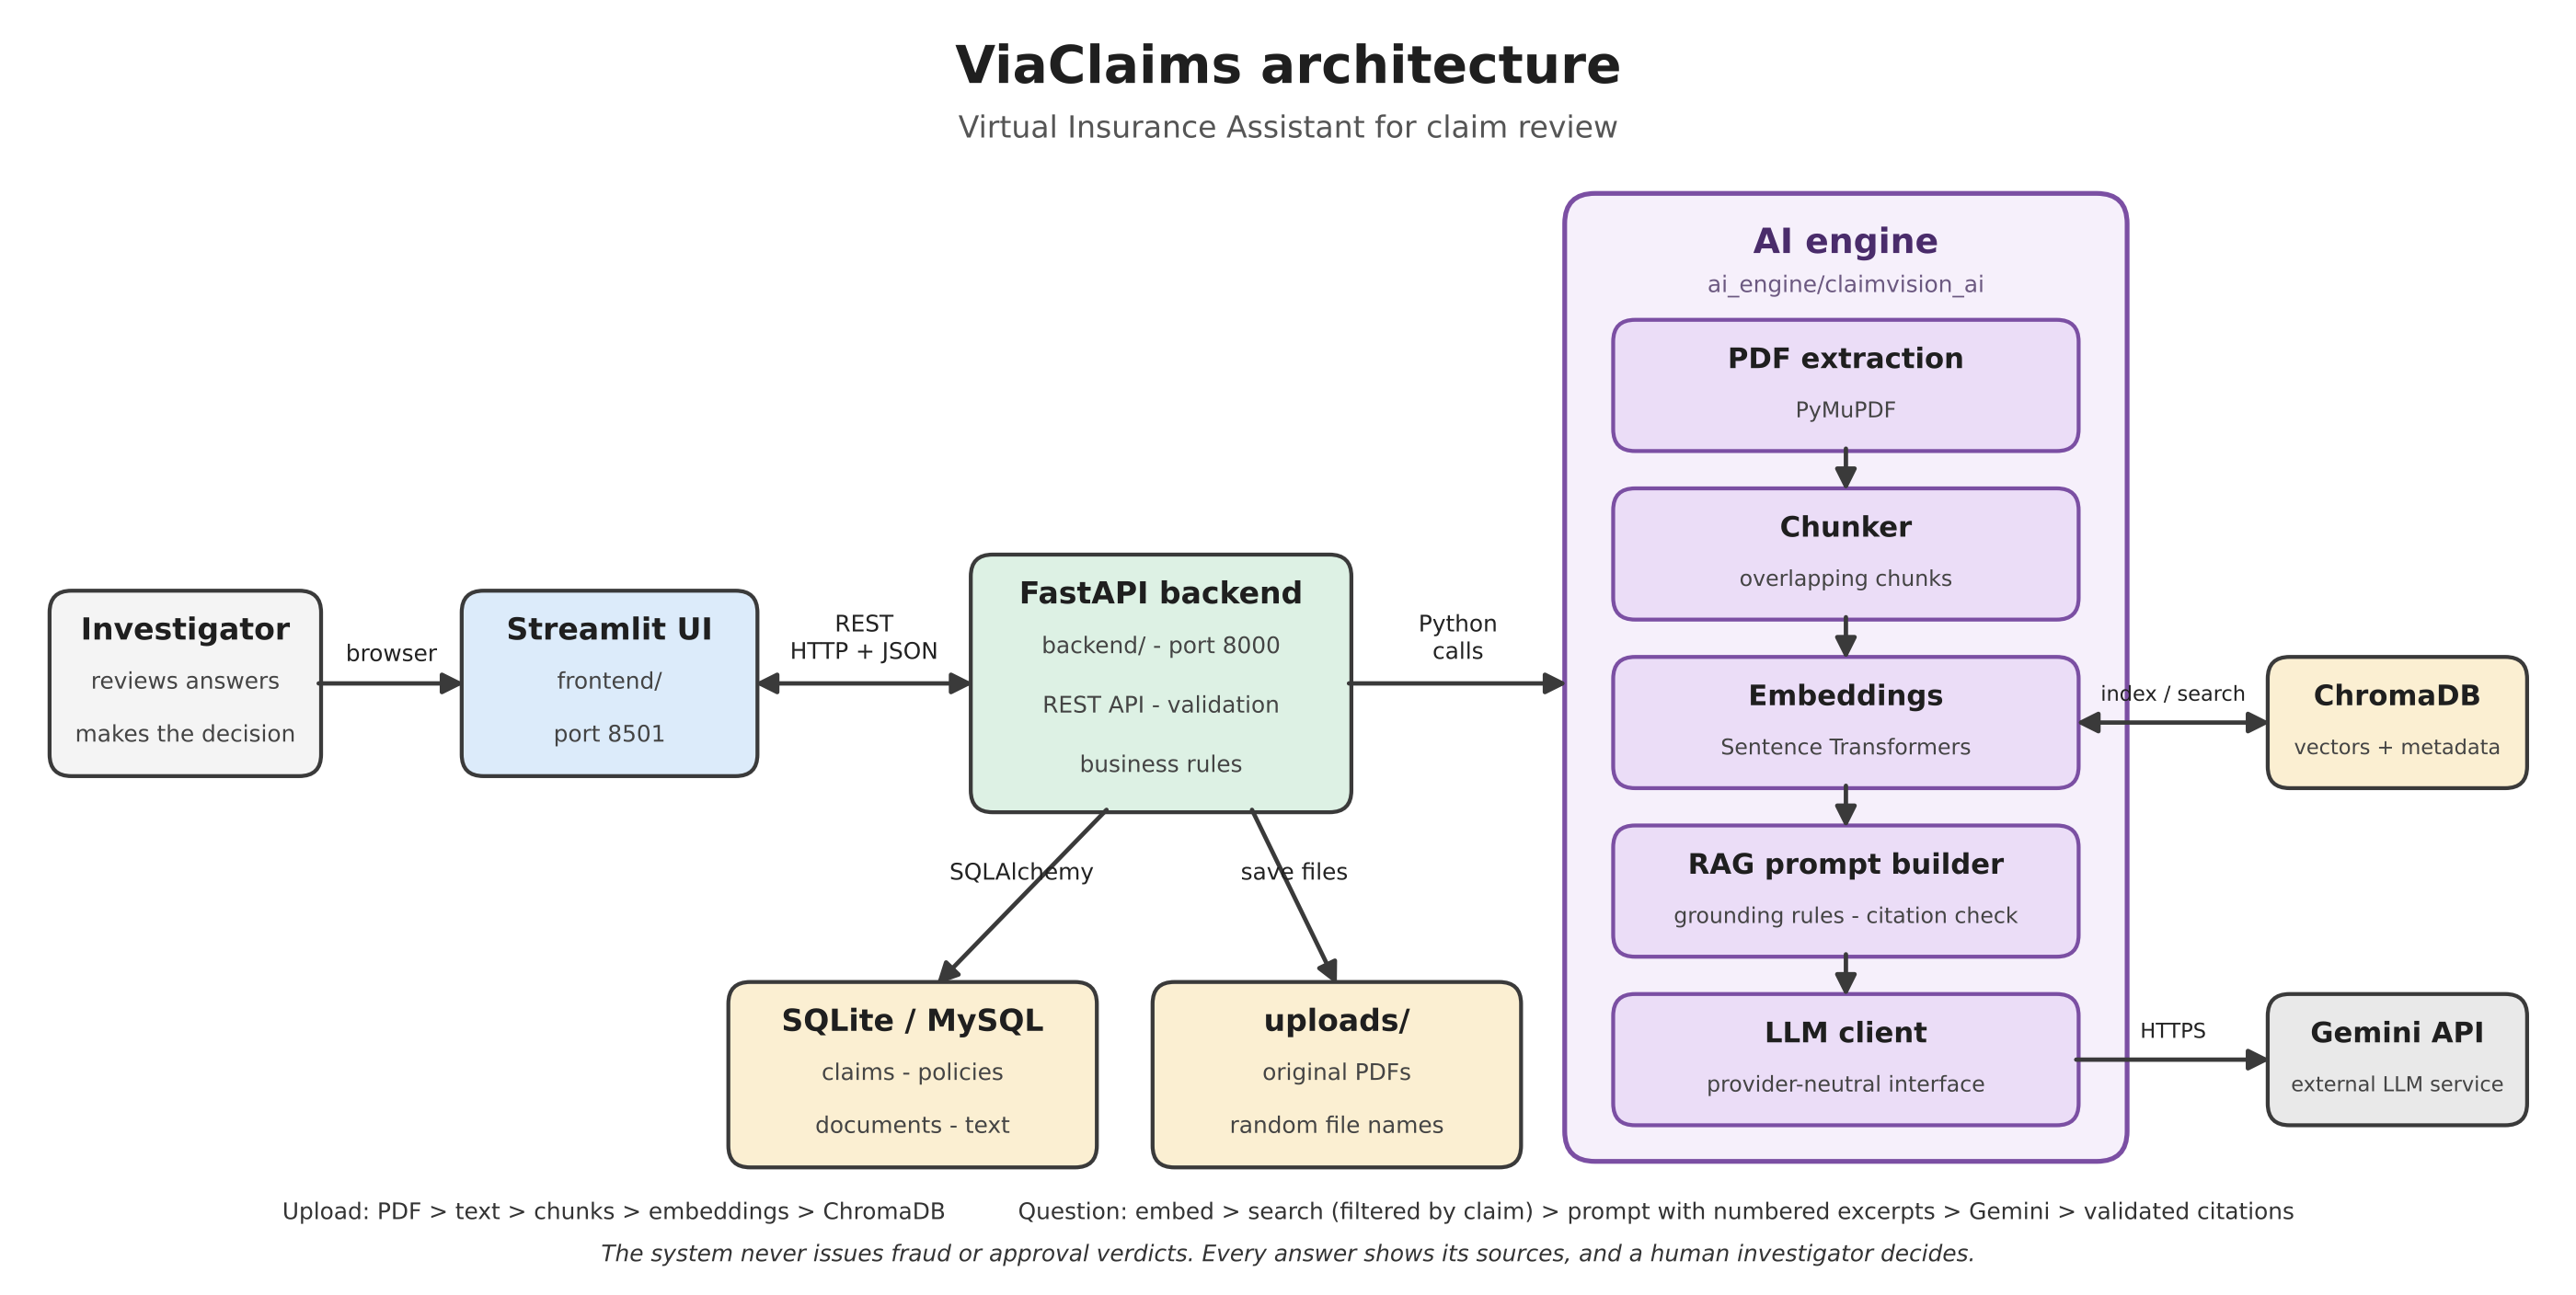 ViaClaims architecture
Virtual Insurance Assistant for claim review
Investigator
reviews answers
makes the decision
browser
Streamlit UI
frontend/
port 8501
REST
HTTP + JSON
FastAPI backend
backend/ - port 8000
REST API - validation
business rules
Python
calls
SQLAlchemy
save files
SQLite / MySQL
claims - policies
documents - text
uploads/
original PDFs
random file names
AI engine
ai_engine/claimvision_ai
PDF extraction
PyMuPDF
Chunker
overlapping chunks
Embeddings
Sentence Transformers
RAG prompt builder
grounding rules - citation check
LLM client
provider-neutral interface
index / search
ChromaDB
vectors + metadata
HTTPS
Gemini API
external LLM service
Upload: PDF > text > chunks > embeddings > ChromaDB
Question: embed > search (filtered by claim) > prompt with numbered excerpts > Gemini > validated citations
The system never issues fraud or approval verdicts. Every answer shows its sources, and a human investigator decides.